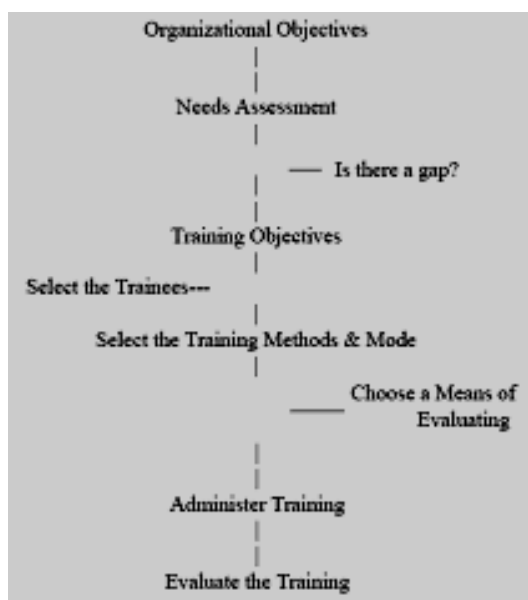 Organizational Objectives
Needs Assessment
Is there a gap?
Training Objectives
Select the Trainees---
Select the Training Methods & Mode
Choose a Means of
Evaluating
Administer Training
Evaluate the Training